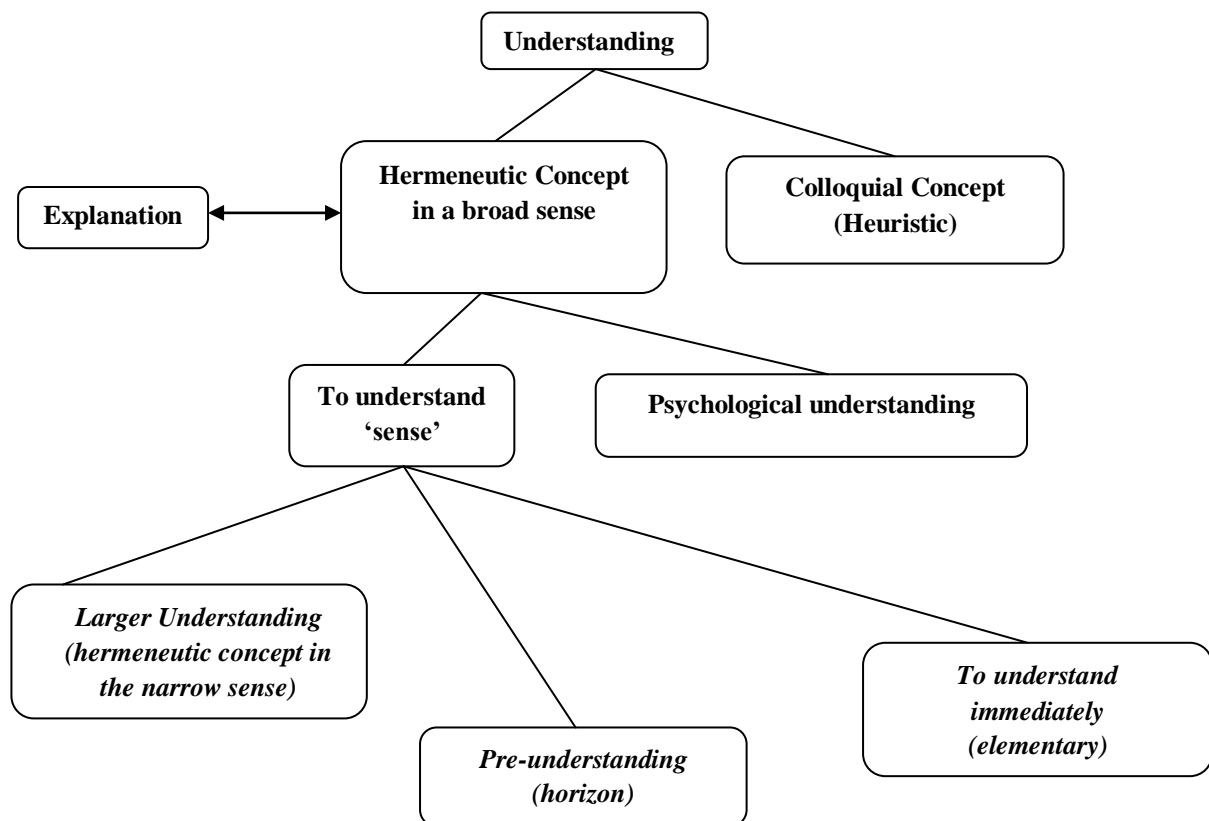 Understanding
Hermeneutic Concept
in a broad sense
Colloquial Concept
(Heuristic)
Explanation
To understand
‘sense’
Psychological understanding
Larger Understanding
(hermeneutic concept in
the narrow sense)
Pre-understanding
(horizon)
To understand
immediately
(elementary)